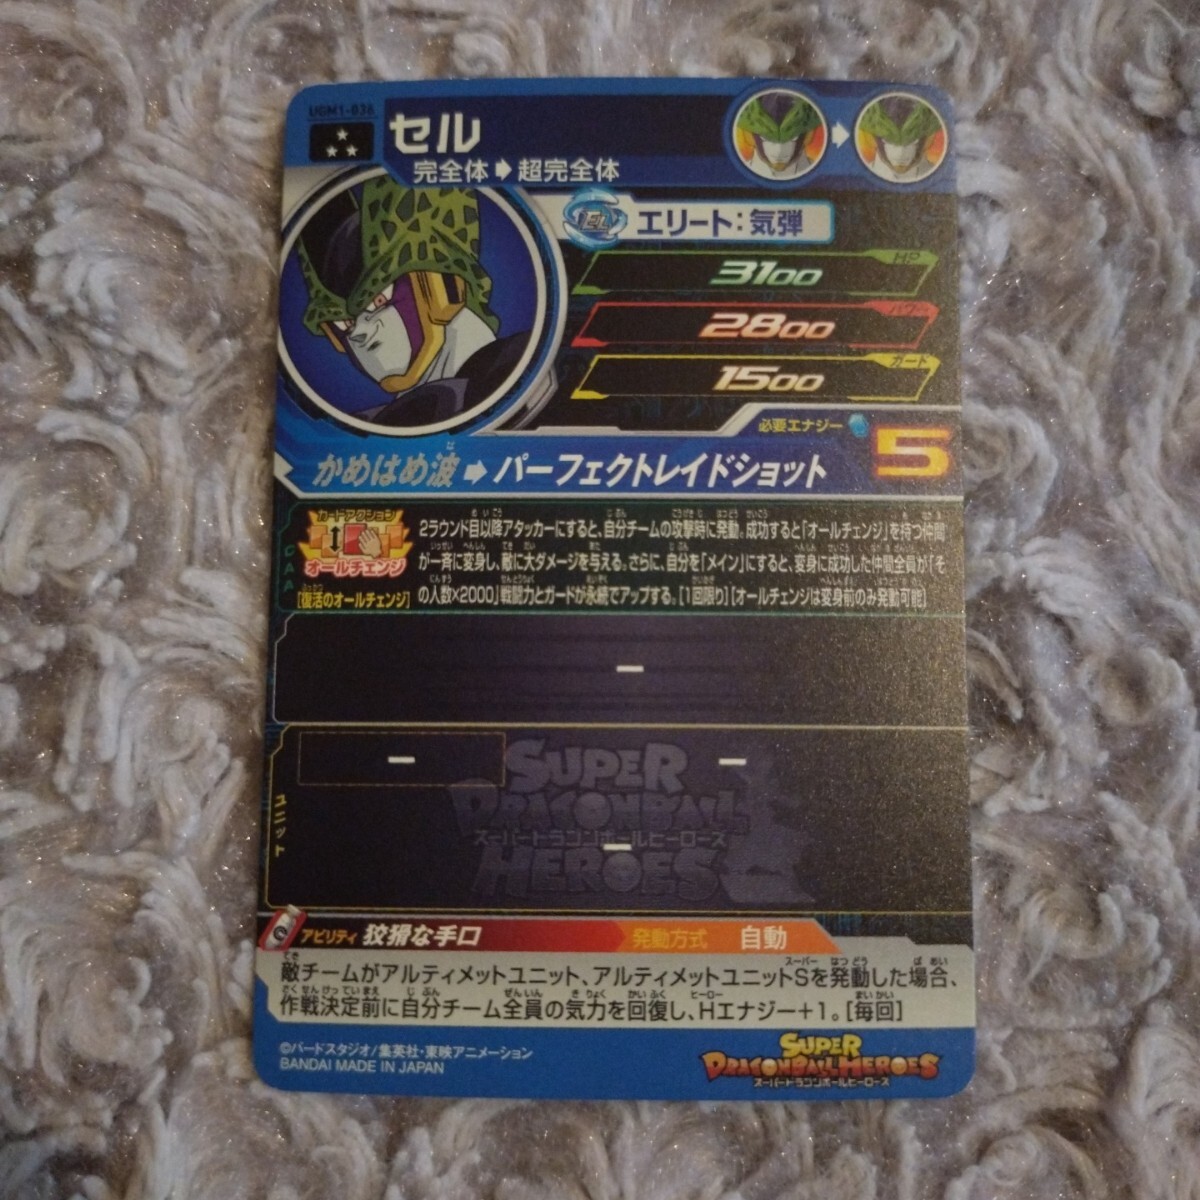 UGM1-036
セル
完全体➡超完全体
エリート：気弾
HP
3100
パワー
2800
ガード
1500
必要エナジー
5
かめはめ波➡パーフェクトレイドショット
カードアクション
オールチェンジ
CAA
[復活のオールチェンジ]
2ラウンド目以降アタッカーにすると、自分チームの攻撃時に発動。成功すると「オールチェンジ」を持つ仲間
が一斉に変身し、敵に大ダメージを与える。さらに、自分を「メイン」にすると、変身に成功した仲間全員が「そ
の人数×2000」戦闘力とガードが永続でアップする。[1回限り][オールチェンジは変身前のみ発動可能]
ー
ー
ー
ユニット
SUPER
DRAGONBALL
スーパードラゴンボールヒーローズ
HEROES
ー
アビリティ 狡猾な手口
発動方式 自動
敵チームがアルティメットユニット、アルティメットユニットSを発動した場合、
作戦決定前に自分チーム全員の気力を回復し、Hエナジー+1。[毎回]
©バードスタジオ/集英社・東映アニメーション
BANDAI MADE IN JAPAN
SUPER
DRAGONBALL HEROES
スーパードラゴンボールヒーローズ